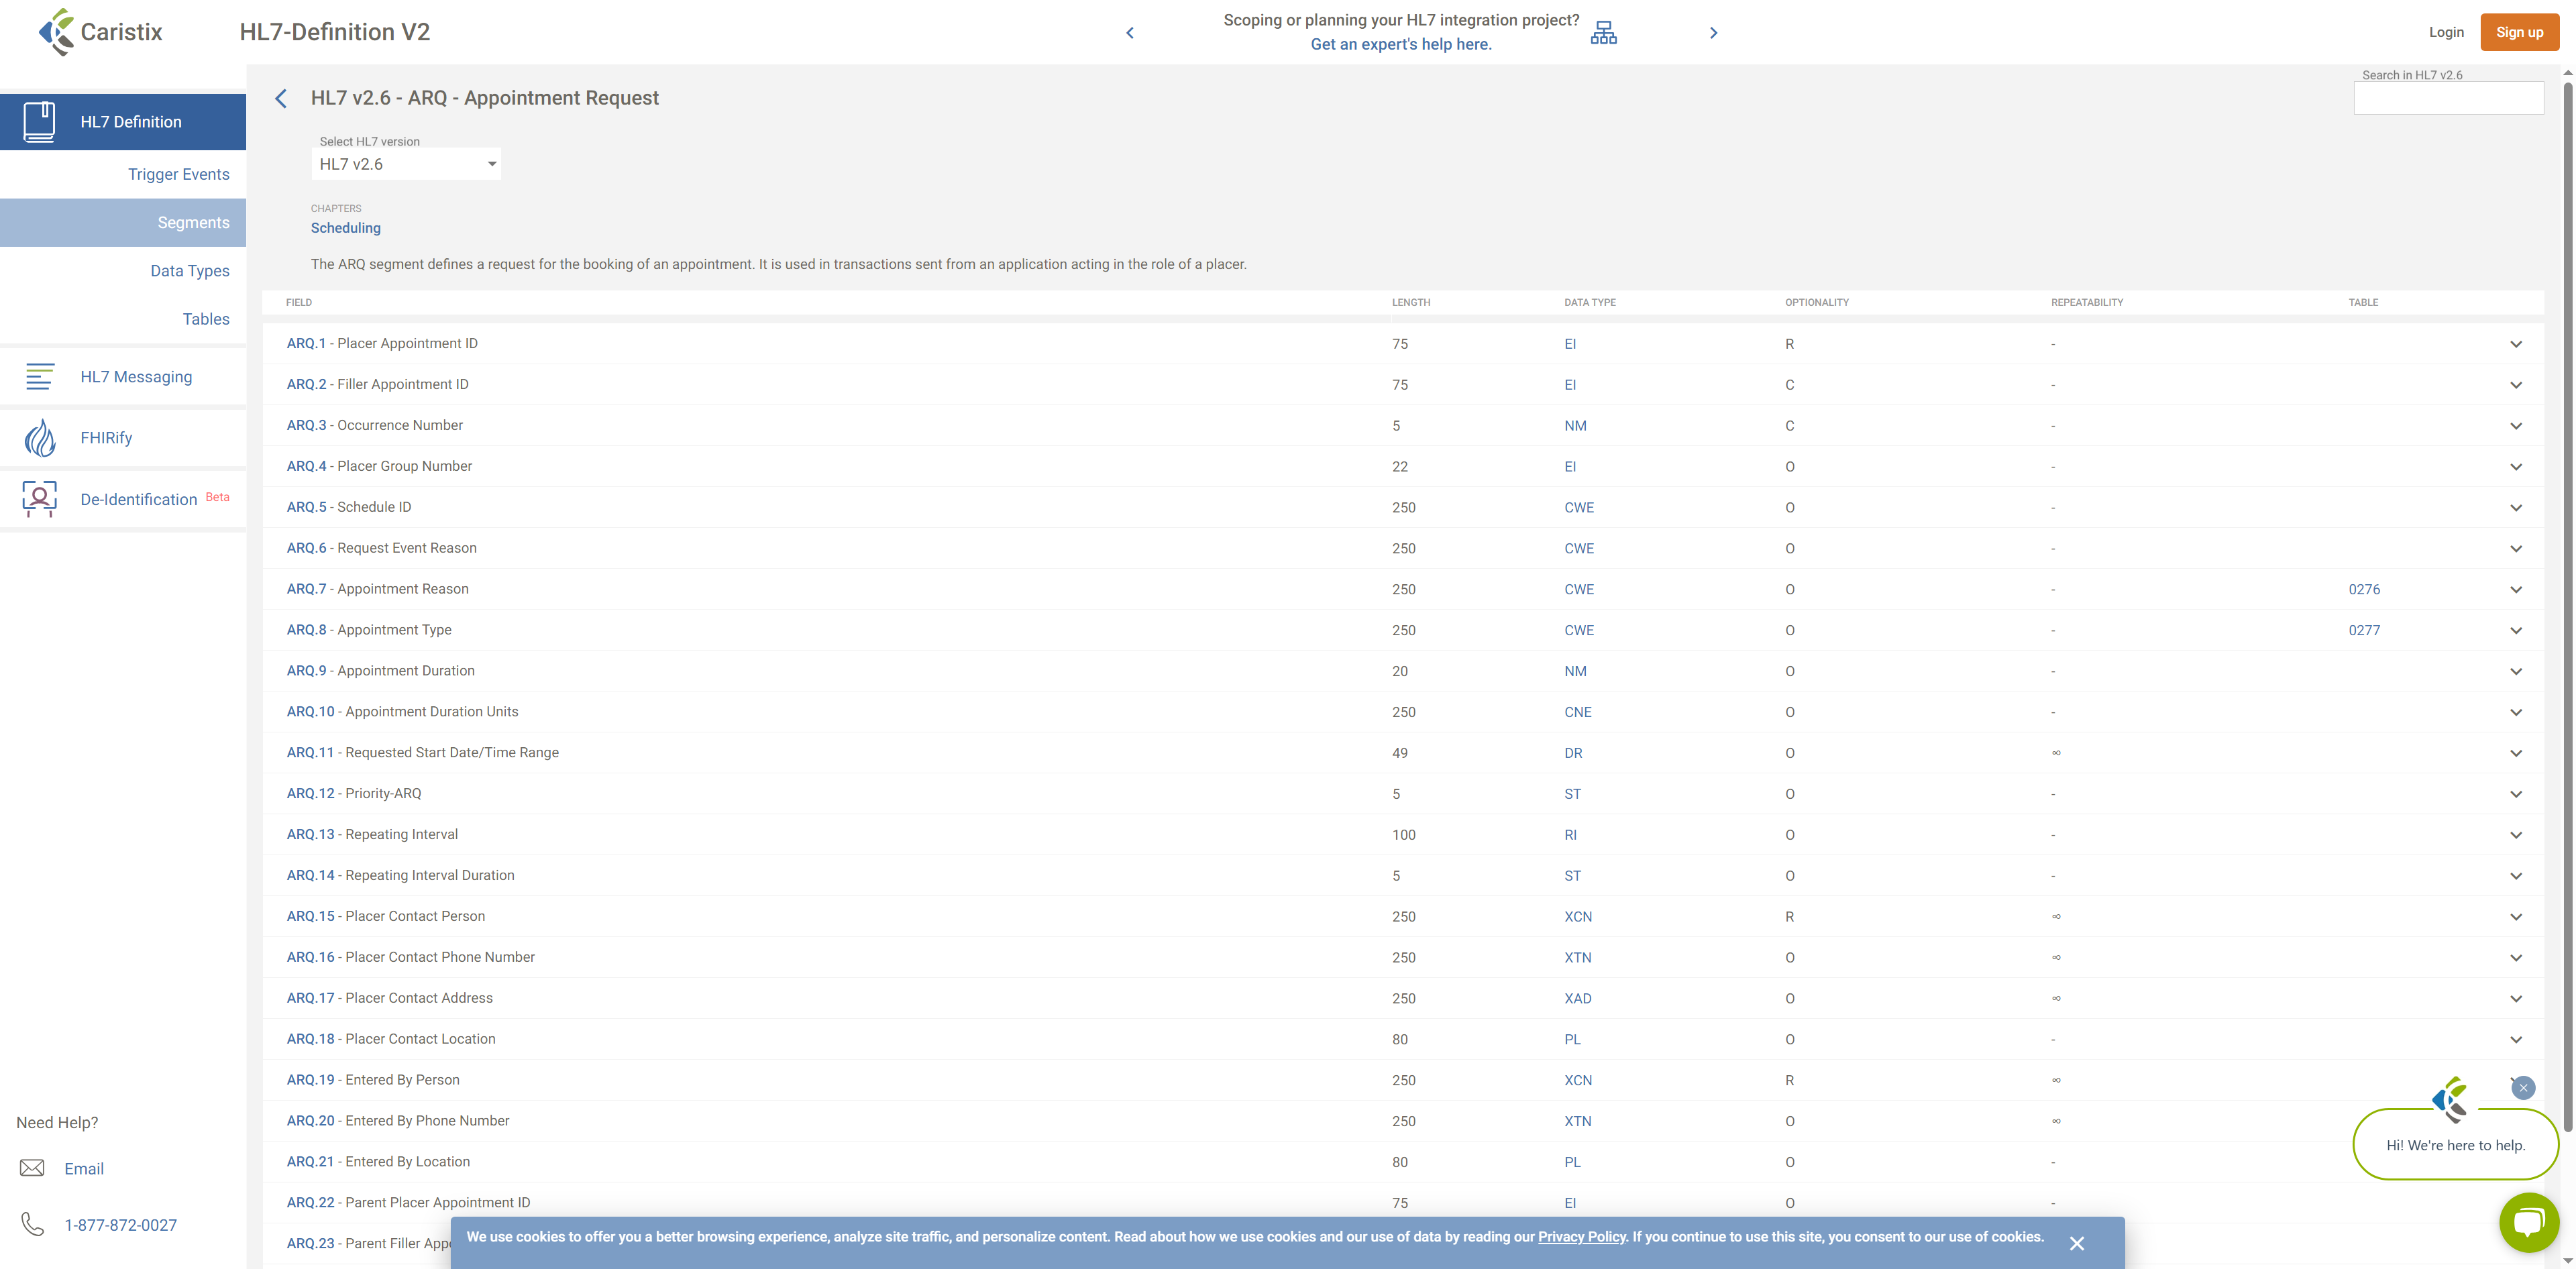 Caristix
HL7-Definition V2
Scoping or planning your HL7 integration project?
Get an expert's help here.
Login
Sign up
HL7 Definition
Trigger Events
Segments
Data Types
Tables
HL7 Messaging
FHIRify
De-Identification Beta
Need Help?
Email
1-877-872-0027
HL7 v2.6 - ARQ - Appointment Request
Search in HL7 v2.6
Select HL7 version
HL7 v2.6
CHAPTERS
Scheduling
The ARQ segment defines a request for the booking of an appointment. It is used in transactions sent from an application acting in the role of a placer.
FIELD LENGTH DATA TYPE OPTIONALITY REPEATABILITY TABLE
ARQ.1 - Placer Appointment ID 75 EI R -
ARQ.2 - Filler Appointment ID 75 EI C -
ARQ.3 - Occurrence Number 5 NM C -
ARQ.4 - Placer Group Number 22 EI O -
ARQ.5 - Schedule ID 250 CWE O -
ARQ.6 - Request Event Reason 250 CWE O -
ARQ.7 - Appointment Reason 250 CWE O - 0276
ARQ.8 - Appointment Type 250 CWE O - 0277
ARQ.9 - Appointment Duration 20 NM O -
ARQ.10 - Appointment Duration Units 250 CNE O -
ARQ.11 - Requested Start Date/Time Range 49 DR O ∞
ARQ.12 - Priority-ARQ 5 ST O -
ARQ.13 - Repeating Interval 100 RI O -
ARQ.14 - Repeating Interval Duration 5 ST O -
ARQ.15 - Placer Contact Person 250 XCN R ∞
ARQ.16 - Placer Contact Phone Number 250 XTN O ∞
ARQ.17 - Placer Contact Address 250 XAD O ∞
ARQ.18 - Placer Contact Location 80 PL O -
ARQ.19 - Entered By Person 250 XCN R ∞
ARQ.20 - Entered By Phone Number 250 XTN O ∞
ARQ.21 - Entered By Location 80 PL O -
ARQ.22 - Parent Placer Appointment ID 75 EI O -
ARQ.23 - Parent Filler
Hi! We're here to help.
We use cookies to offer you a better browsing experience, analyze site traffic, and personalize content. Read about how we use cookies and our use of data by reading our Privacy Policy. If you continue to use this site, you consent to our use of cookies.